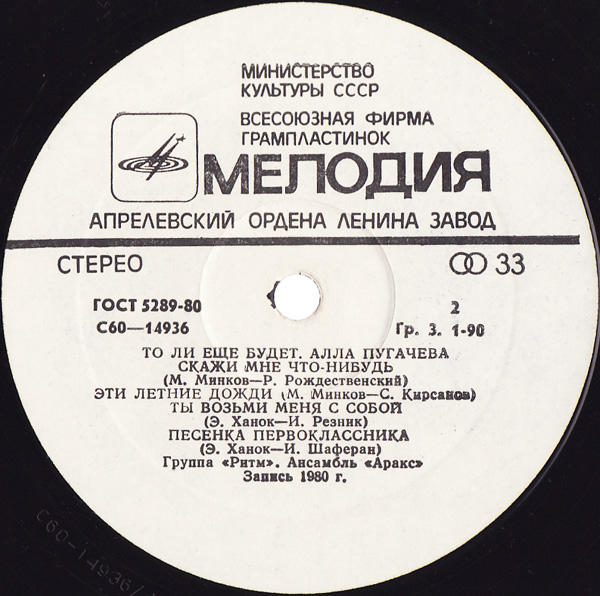 МИНИСТЕРСТВО
КУЛЬТУРЫ СССР
ВСЕСОЮЗНАЯ ФИРМА
ГРАМПЛАСТИНОК
МЕЛОДИЯ
АПРЕЛЕВСКИЙ ОРДЕНА ЛЕНИНА ЗАВОД
СТЕРЕО 33
ГОСТ 5289-80 2
С60—14936 Гр. 3. 1-90
ТО ЛИ ЕЩЕ БУДЕТ. АЛЛА ПУГАЧЕВА
СКАЖИ МНЕ ЧТО-НИБУДЬ
(М. Минков—Р. Рождественский)
ЭТИ ЛЕТНИЕ ДОЖДИ (М. Минков—С. Кирсанов)
ТЫ ВОЗЬМИ МЕНЯ С СОБОЙ
(Э. Ханок—И. Резник)
ПЕСЕНКА ПЕРВОКЛАССНИКА
(Э. Ханок—И. Шаферан)
Группа «Ритм». Ансамбль «Аракс»
Запись 1980 г.
С60-14936/